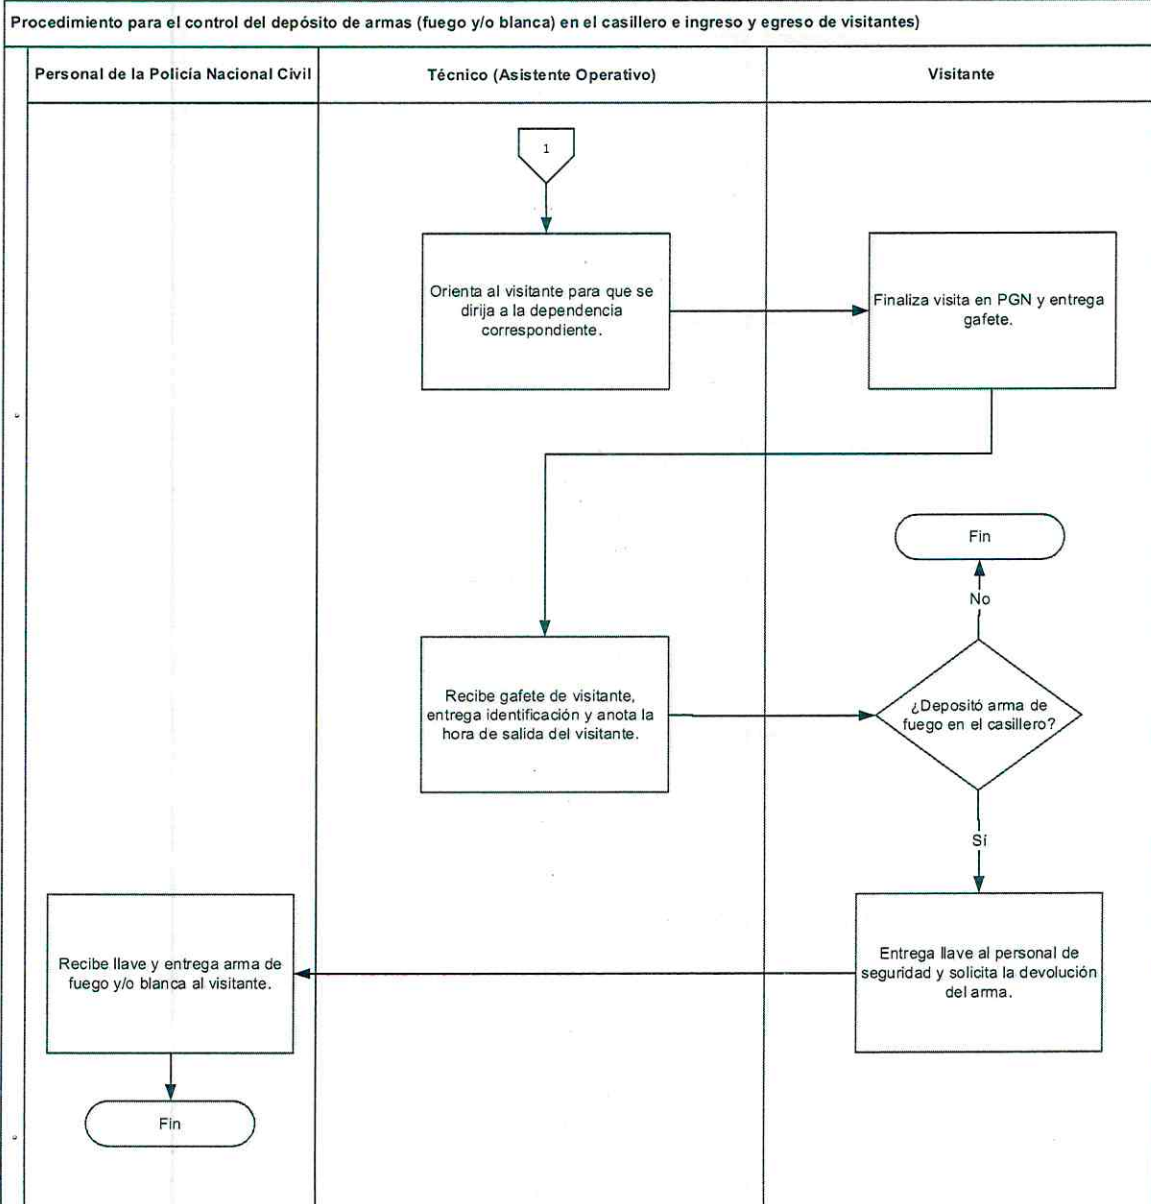 Procedimiento para el control del depósito de armas (fuego y/o blanca) en el casillero e ingreso y egreso de visitantes)
Personal de la Policía Nacional Civil
Técnico (Asistente Operativo)
Visitante
1
Orienta al visitante para que se
dirija a la dependencia
correspondiente.
Finaliza visita en PGN y entrega
gafete.
Fin
No
Recibe gafete de visitante,
entrega identificación y anota la
hora de salida del visitante.
¿Depositó arma de
fuego en el casillero?
Sí
Recibe llave y entrega arma de
fuego y/o blanca al visitante.
Entrega llave al personal de
seguridad y solicita la devolución
del arma.
Fin